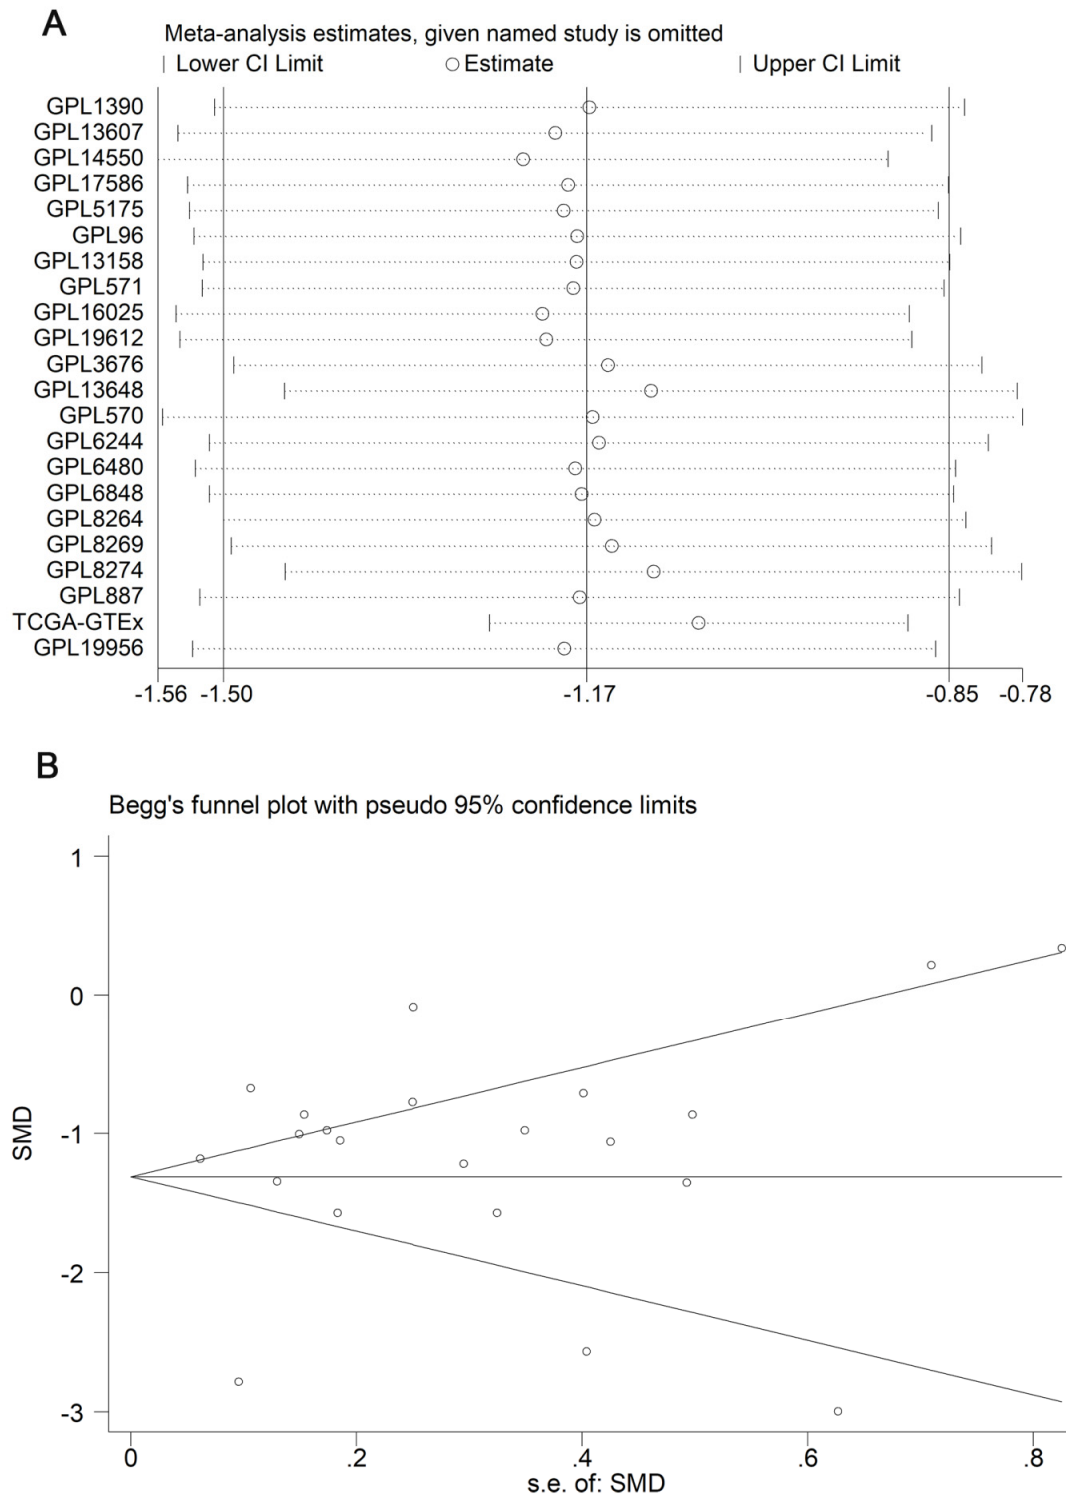 A
Meta-analysis estimates, given named study is omitted
| Lower CI Limit ○ Estimate | Upper CI Limit
GPL1390
GPL13607
GPL14550
GPL17586
GPL5175
GPL96
GPL13158
GPL571
GPL16025
GPL19612
GPL3676
GPL13648
GPL570
GPL6244
GPL6480
GPL6848
GPL8264
GPL8269
GPL8274
GPL887
TCGA-GTEx
GPL19956
-1.56 -1.50 -1.17 -0.85 -0.78
B
Begg's funnel plot with pseudo 95% confidence limits
1
0
-1
-2
-3
SMD
0 .2 .4 .6 .8
s.e. of: SMD